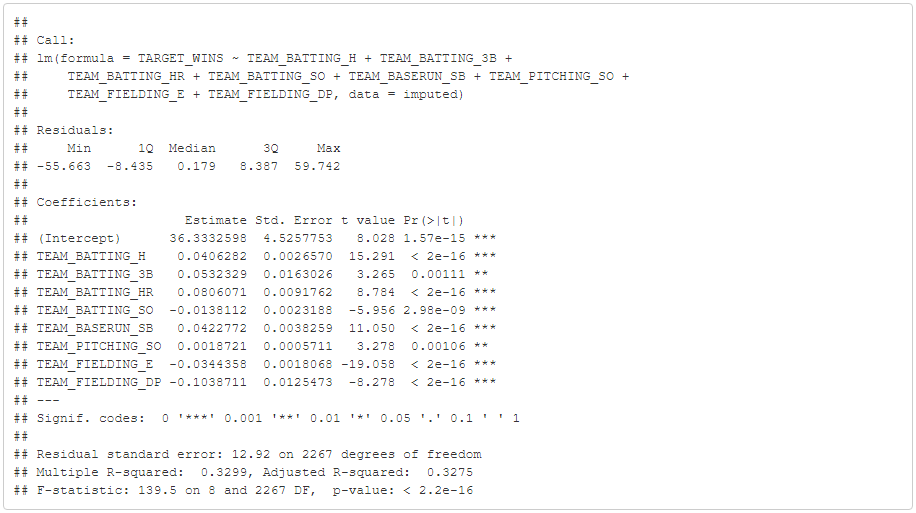 ##
## Call:
## lm(formula = TARGET_WINS ~ TEAM_BATTING_H + TEAM_BATTING_3B +
##     TEAM_BATTING_HR + TEAM_BATTING_SO + TEAM_BASERUN_SB + TEAM_PITCHING_SO +
##     TEAM_FIELDING_E + TEAM_FIELDING_DP, data = imputed)
##
## Residuals:
##     Min      1Q  Median      3Q     Max
## -55.663  -8.435   0.179   8.387  59.742
##
## Coefficients:
##                    Estimate Std. Error t value Pr(>|t|)
## (Intercept)      36.3332598  4.5257753   8.028 1.57e-15 ***
## TEAM_BATTING_H    0.0406282  0.0026570  15.291  < 2e-16 ***
## TEAM_BATTING_3B   0.0532329  0.0163026   3.265  0.00111 **
## TEAM_BATTING_HR   0.0806071  0.0091762   8.784  < 2e-16 ***
## TEAM_BATTING_SO  -0.0138112  0.0023188  -5.956 2.98e-09 ***
## TEAM_BASERUN_SB   0.0422772  0.0038259  11.050  < 2e-16 ***
## TEAM_PITCHING_SO  0.0018721  0.0005711   3.278  0.00106 **
## TEAM_FIELDING_E  -0.0344358  0.0018068 -19.058  < 2e-16 ***
## TEAM_FIELDING_DP -0.1038711  0.0125473  -8.278  < 2e-16 ***
## ---
## Signif. codes:  0 '***' 0.001 '**' 0.01 '*' 0.05 '.' 0.1 ' ' 1
##
## Residual standard error: 12.92 on 2267 degrees of freedom
## Multiple R-squared:  0.3299, Adjusted R-squared:  0.3275
## F-statistic: 139.5 on 8 and 2267 DF,  p-value: < 2.2e-16